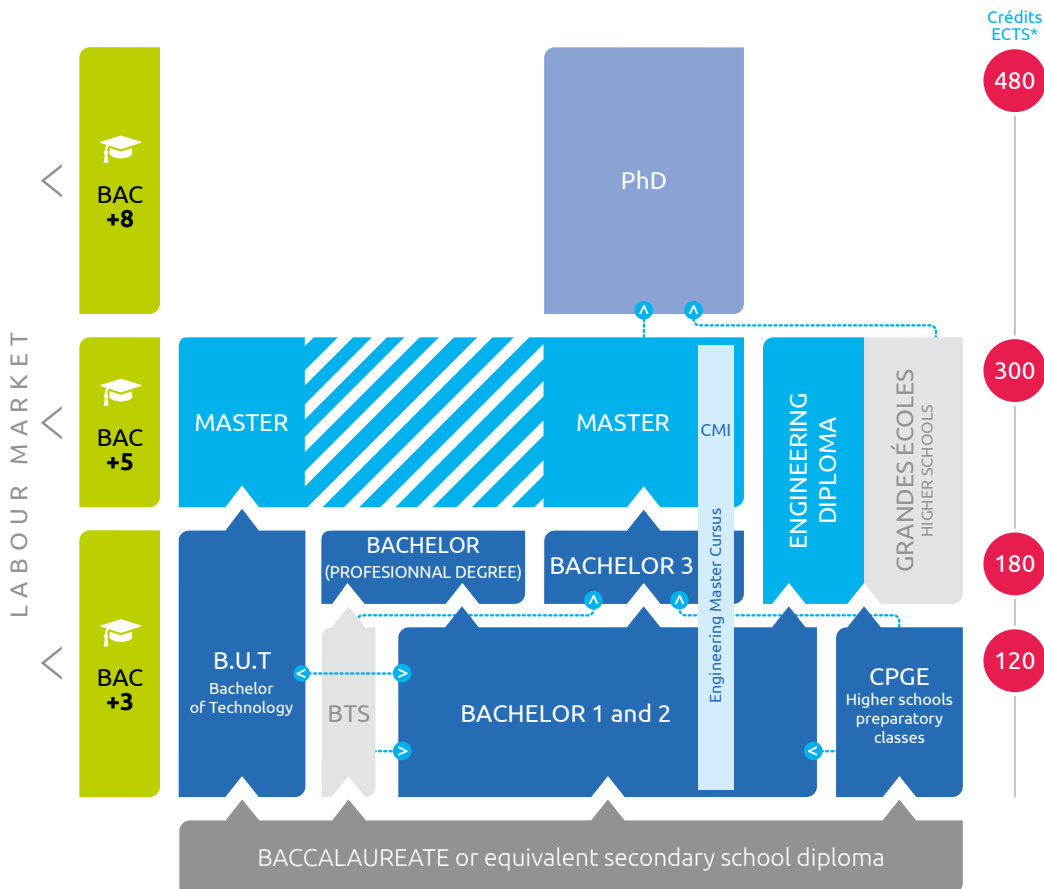 Crédits
ECTS*
480
BAC
+8
PhD
LABOUR MARKET
300
BAC
+5
MASTER
MASTER
CMI
Engineering Master Cursus
ENGINEERING
DIPLOMA
GRANDES ÉCOLES
HIGHER SCHOOLS
180
BACHELOR
(PROFESIONNAL DEGREE)
BACHELOR 3
120
BAC
+3
B.U.T
Bachelor
of Technology
BTS
BACHELOR 1 and 2
CPGE
Higher schools
preparatory
classes
BACCALAUREATE or equivalent secondary school diploma